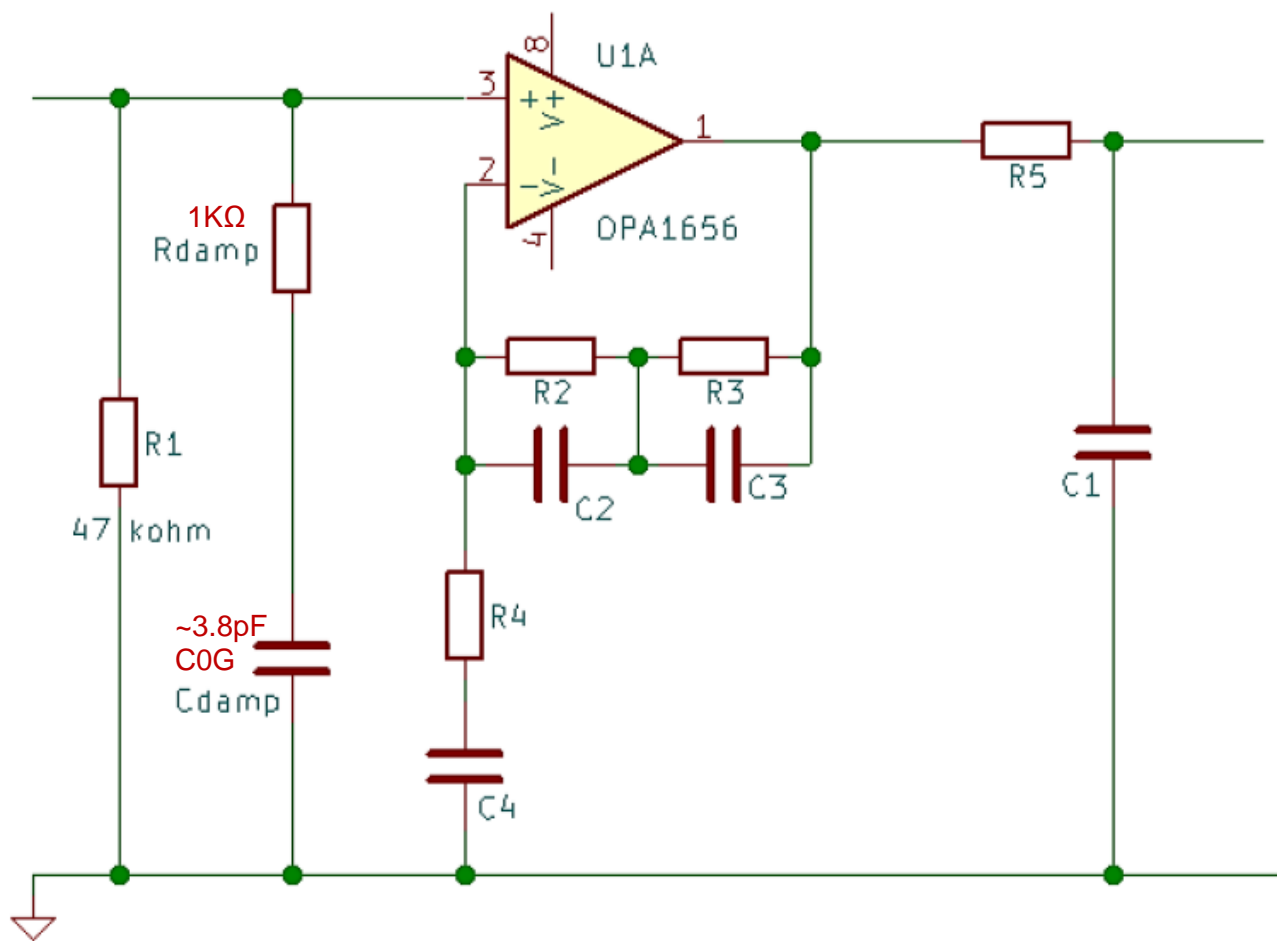 8
U1A
3
+
V+
1
2
-
V-
R5
1KΩ
Rdamp
4
OPA1656
R2
R3
R1
C2
C3
C1
47 kohm
R4
~3.8pF
C0G
Cdamp
C4